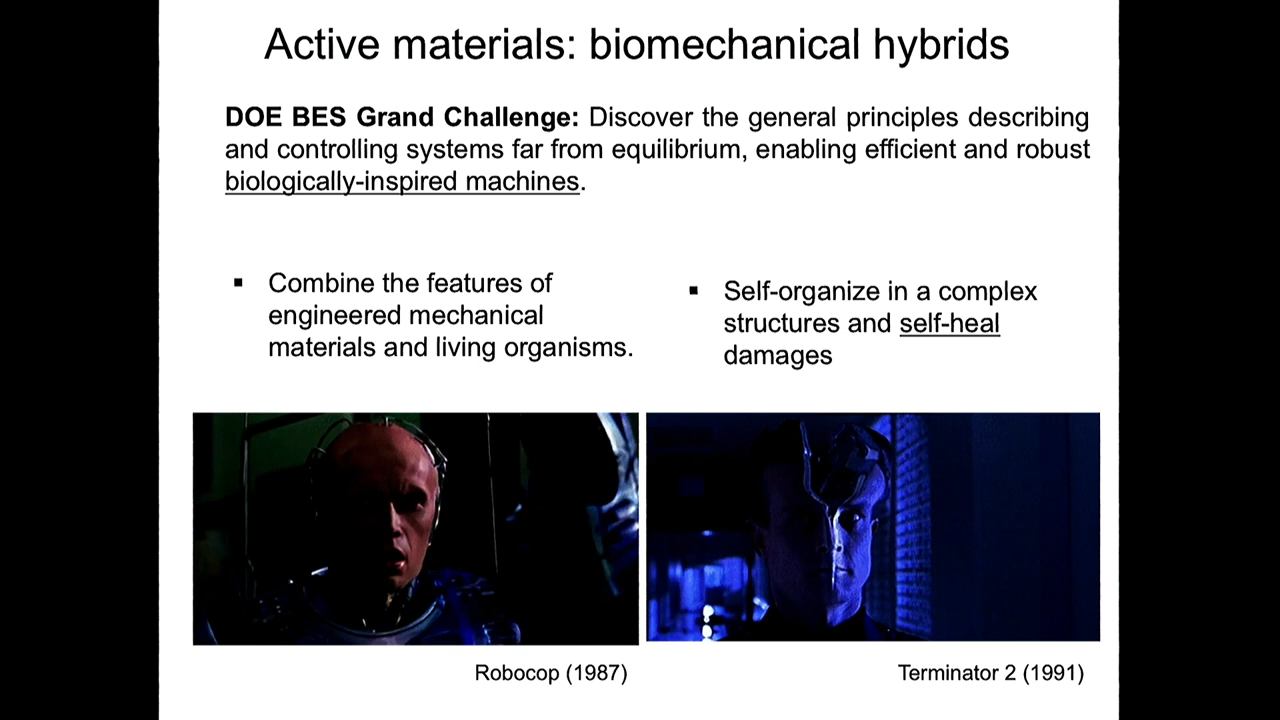 Active materials: biomechanical hybrids
DOE BES Grand Challenge: Discover the general principles describing
and controlling systems far from equilibrium, enabling efficient and robust
biologically-inspired machines.
▪ Combine the features of
engineered mechanical
materials and living organisms.
▪ Self-organize in a complex
structures and self-heal
damages
Robocop (1987)
Terminator 2 (1991)